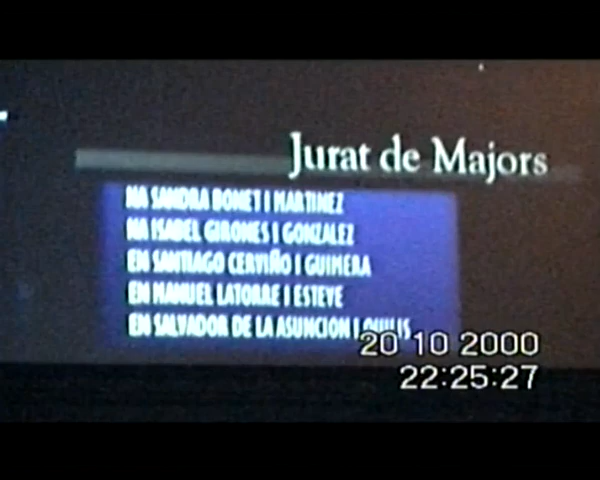 Jurat de Majors
NA SANDRA BONET I MARTINEZ
NA ISABEL GIRONES I GONZALEZ
EN SANTIAGO CERVIÑO I GUIMERA
EN MANUEL LATORRE I ESTEVE
EN SALVADOR DE LA ASUNCION I QUILIS
20 10 2000
22:25:27